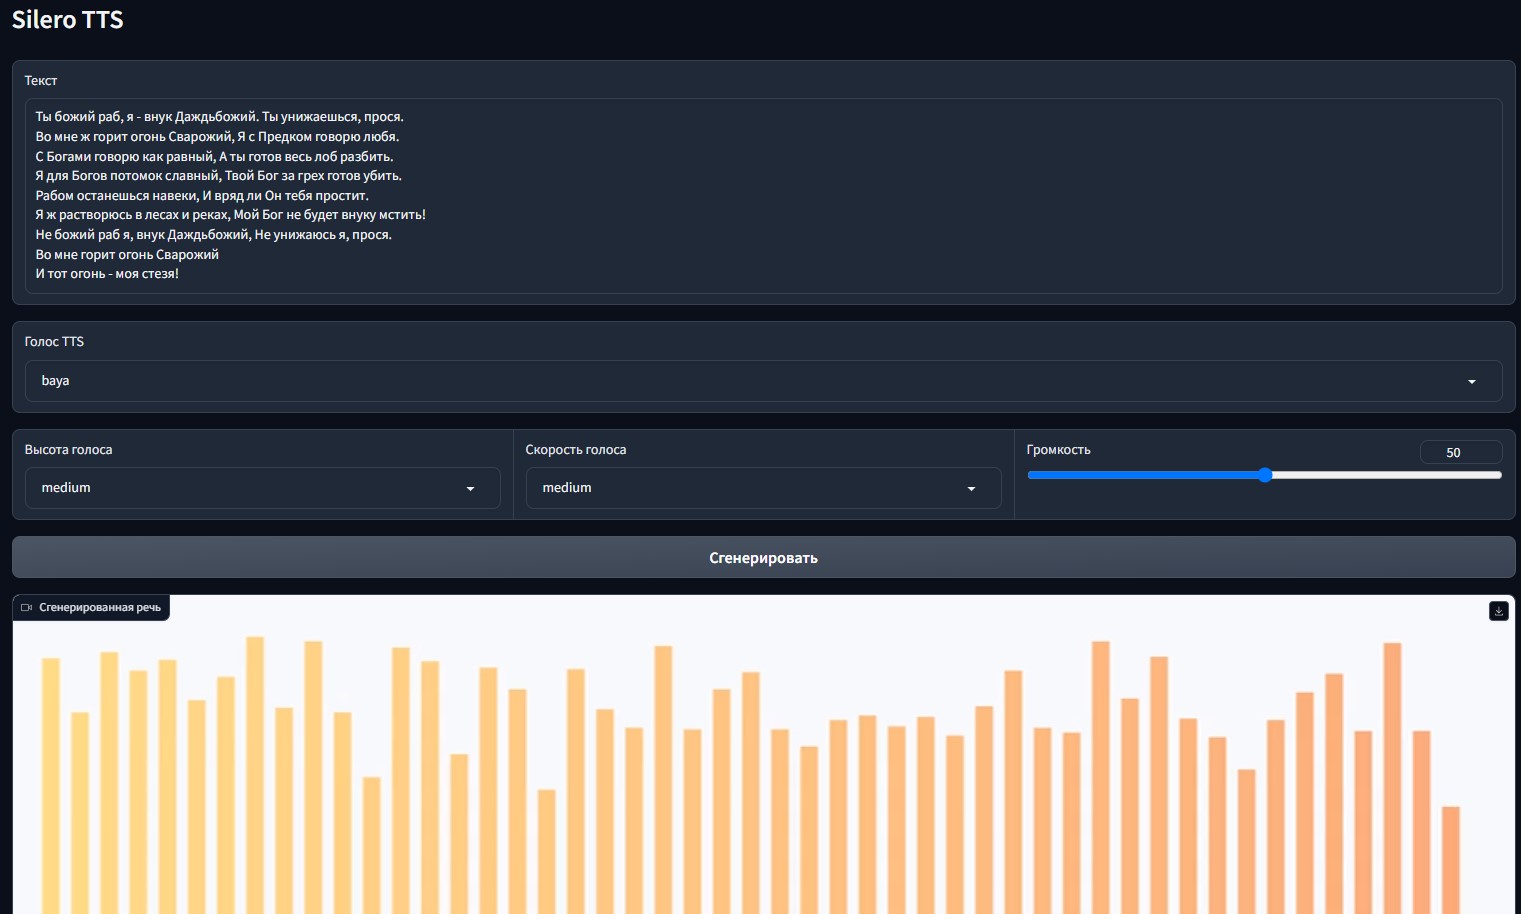 Silero TTS
Текст
Ты божий раб, я - внук Даждьбожий. Ты унижаешься, прося.
Во мне ж горит огонь Сварожий, Я с Предком говорю любя.
С Богами говорю как равный, А ты готов весь лоб разбить.
Я для Богов потомок славный, Твой Бог за грех готов убить.
Рабом останешься навеки, И вряд ли Он тебя простит.
Я ж растворюсь в лесах и реках, Мой Бог не будет внуку мстить!
Не божий раб я, внук Даждьбожий, Не унижаюсь я, прося.
Во мне горит огонь Сварожий
И тот огонь - моя стезя!
Голос TTS
baya
Высота голоса
medium
Скорость голоса
medium
Громкость
50
Сгенерировать
Сгенерированная речь